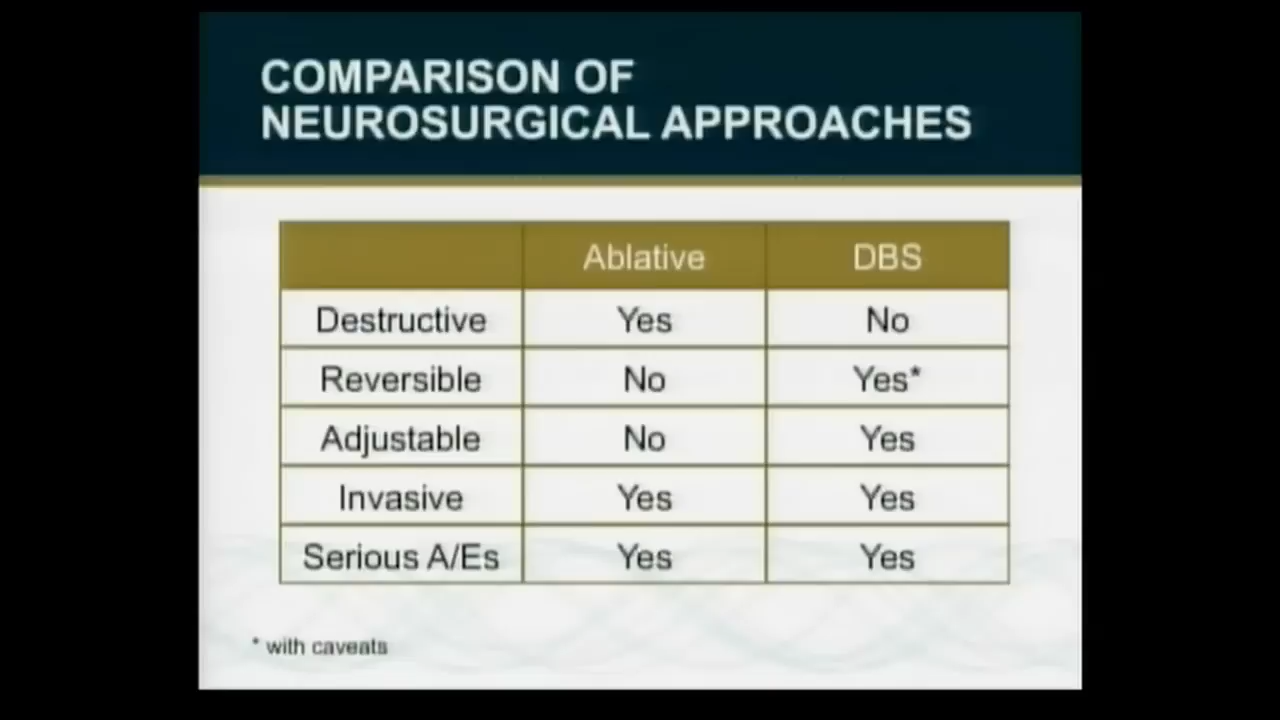 COMPARISON OF
NEUROSURGICAL APPROACHES
Ablative DBS
Destructive Yes No
Reversible No Yes*
Adjustable No Yes
Invasive Yes Yes
Serious A/Es Yes Yes
* with caveats